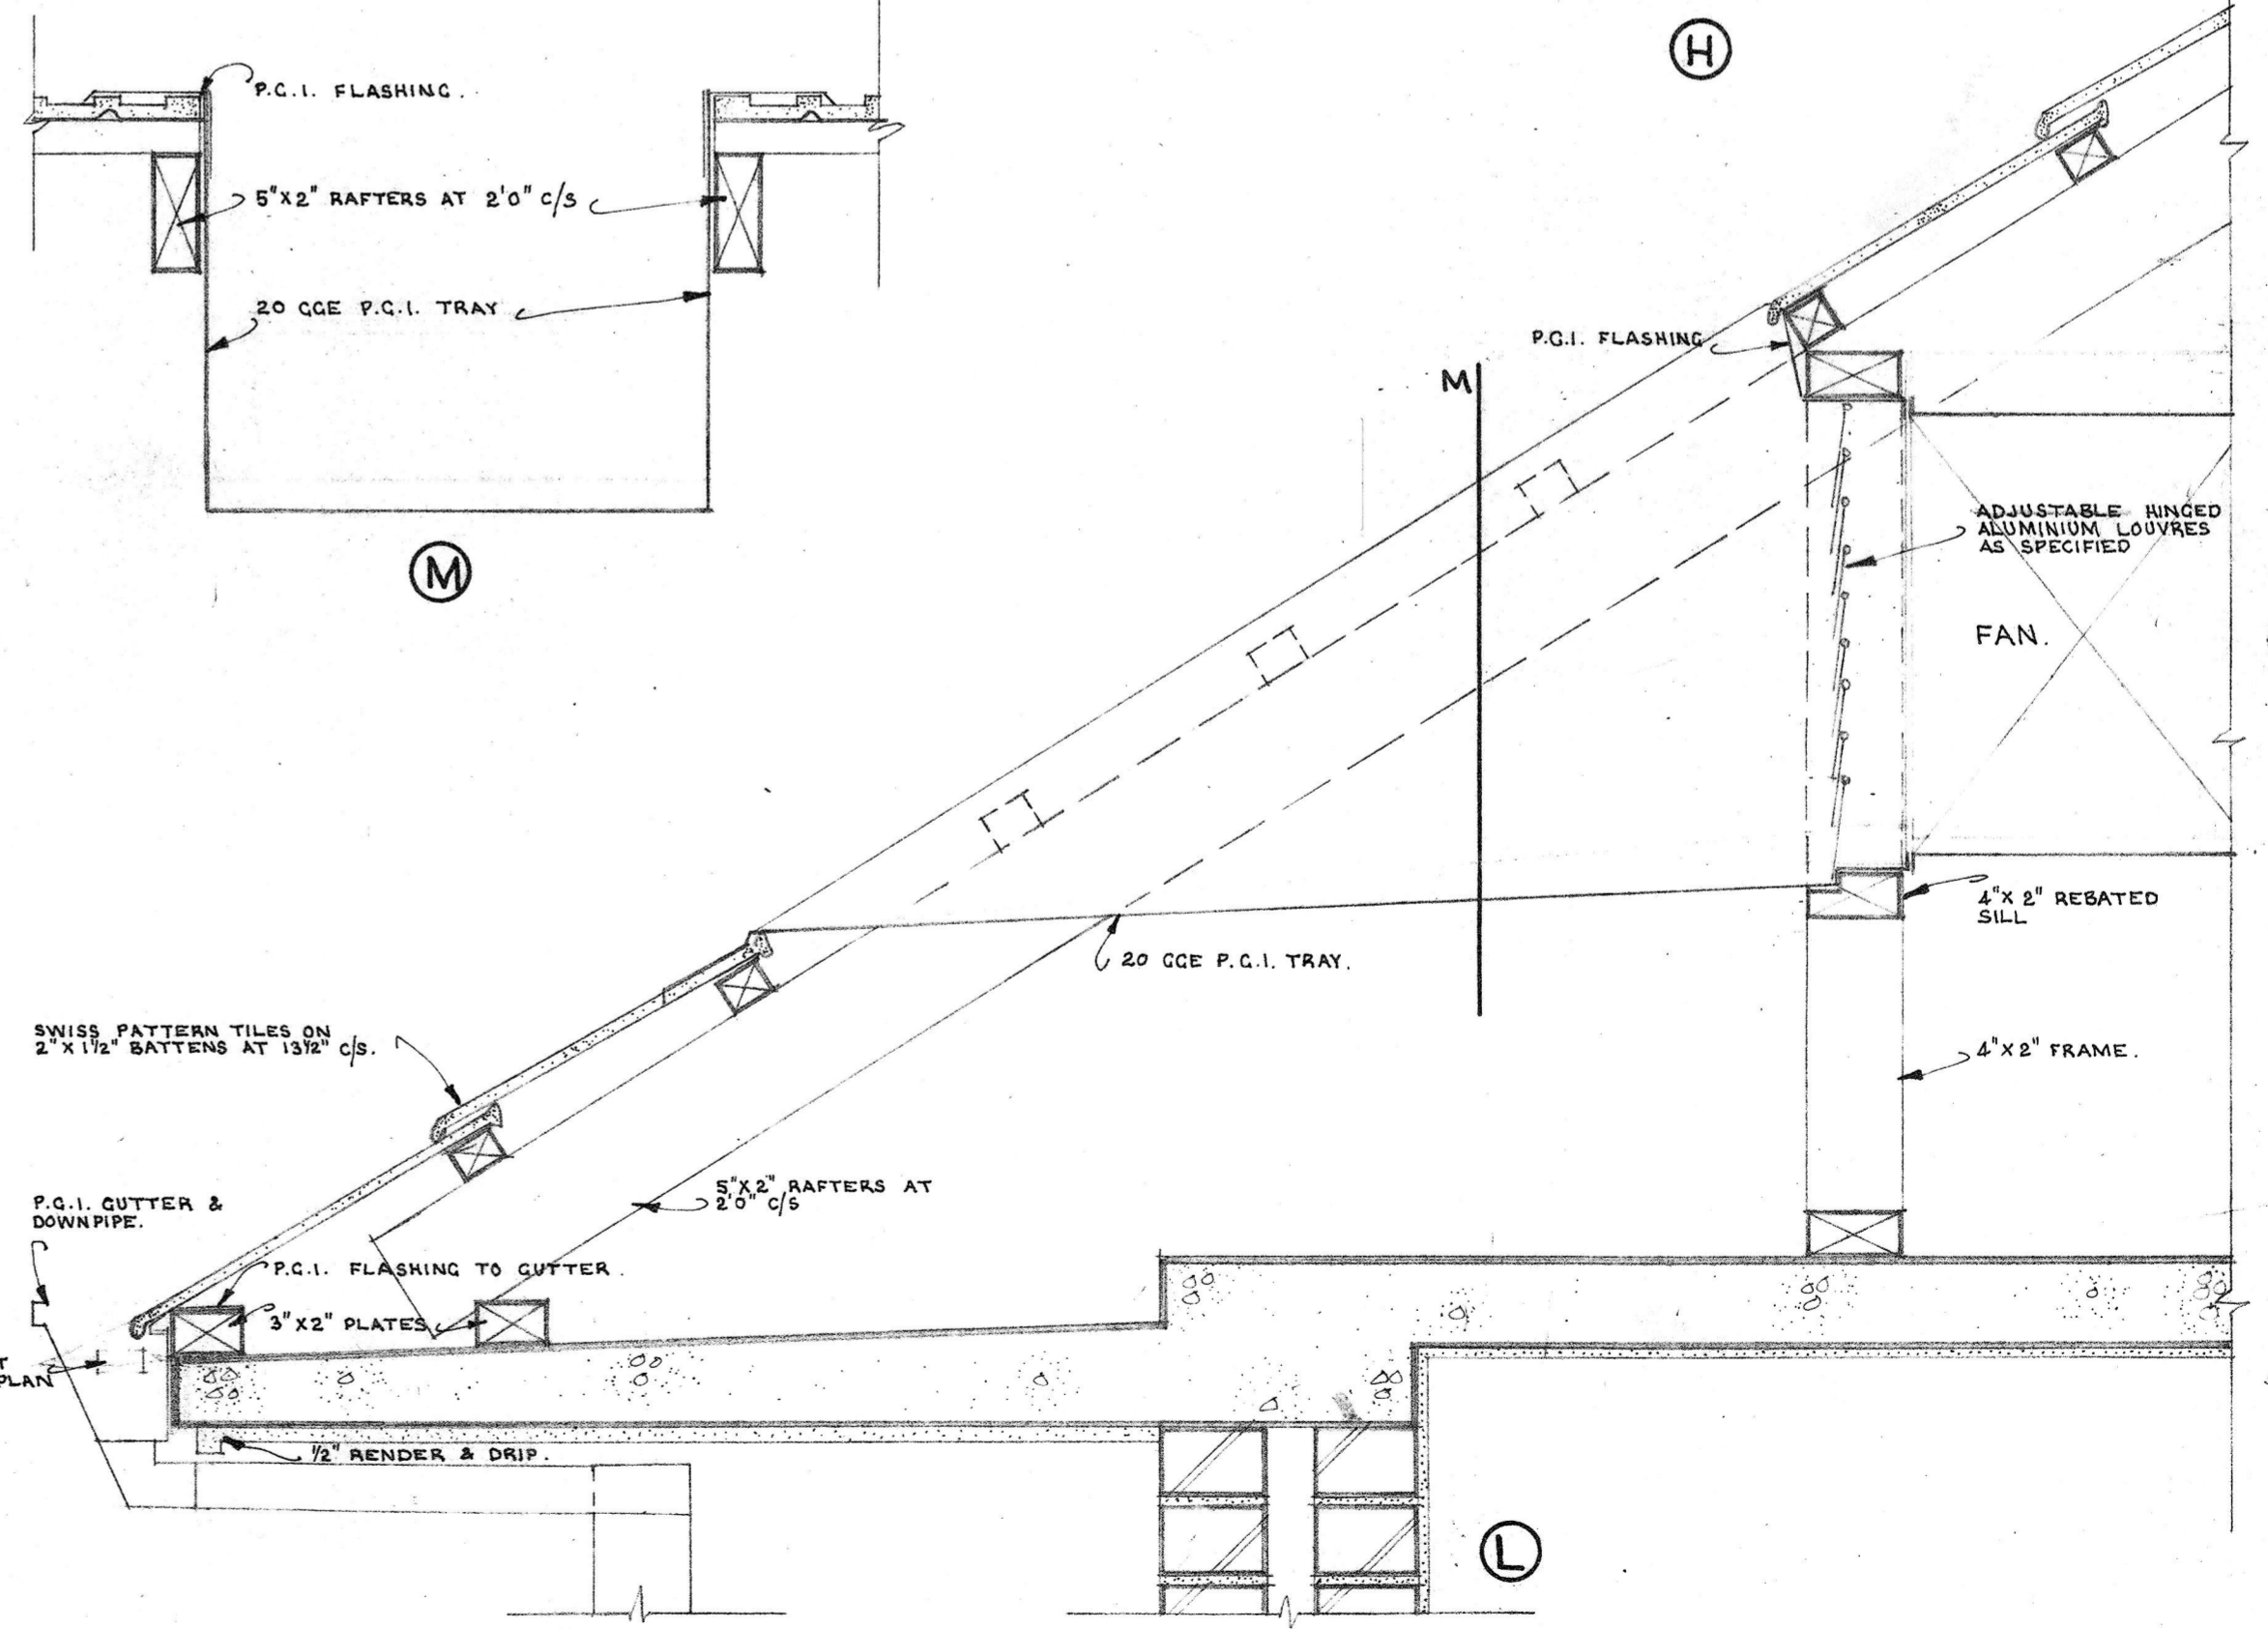 H
P.G.I. FLASHING.
5"X2" RAFTERS AT 2'0" C/S
20 GGE P.G.I. TRAY
M
P.G.I. FLASHING
M
ADJUSTABLE HINGED
ALUMINIUM LOUVRES
AS SPECIFIED
FAN.
4"X 2" REBATED
SILL
20 GGE P.G.I. TRAY.
SWISS PATTERN TILES ON
2"X 1½" BATTENS AT 13½" C/S.
4"X2" FRAME.
5"X2" RAFTERS AT
2'0" C/S
P.G.I. GUTTER &
DOWNPIPE.
P.G.I. FLASHING TO GUTTER.
3"X2" PLATES
PLAN
½" RENDER & DRIP.
L